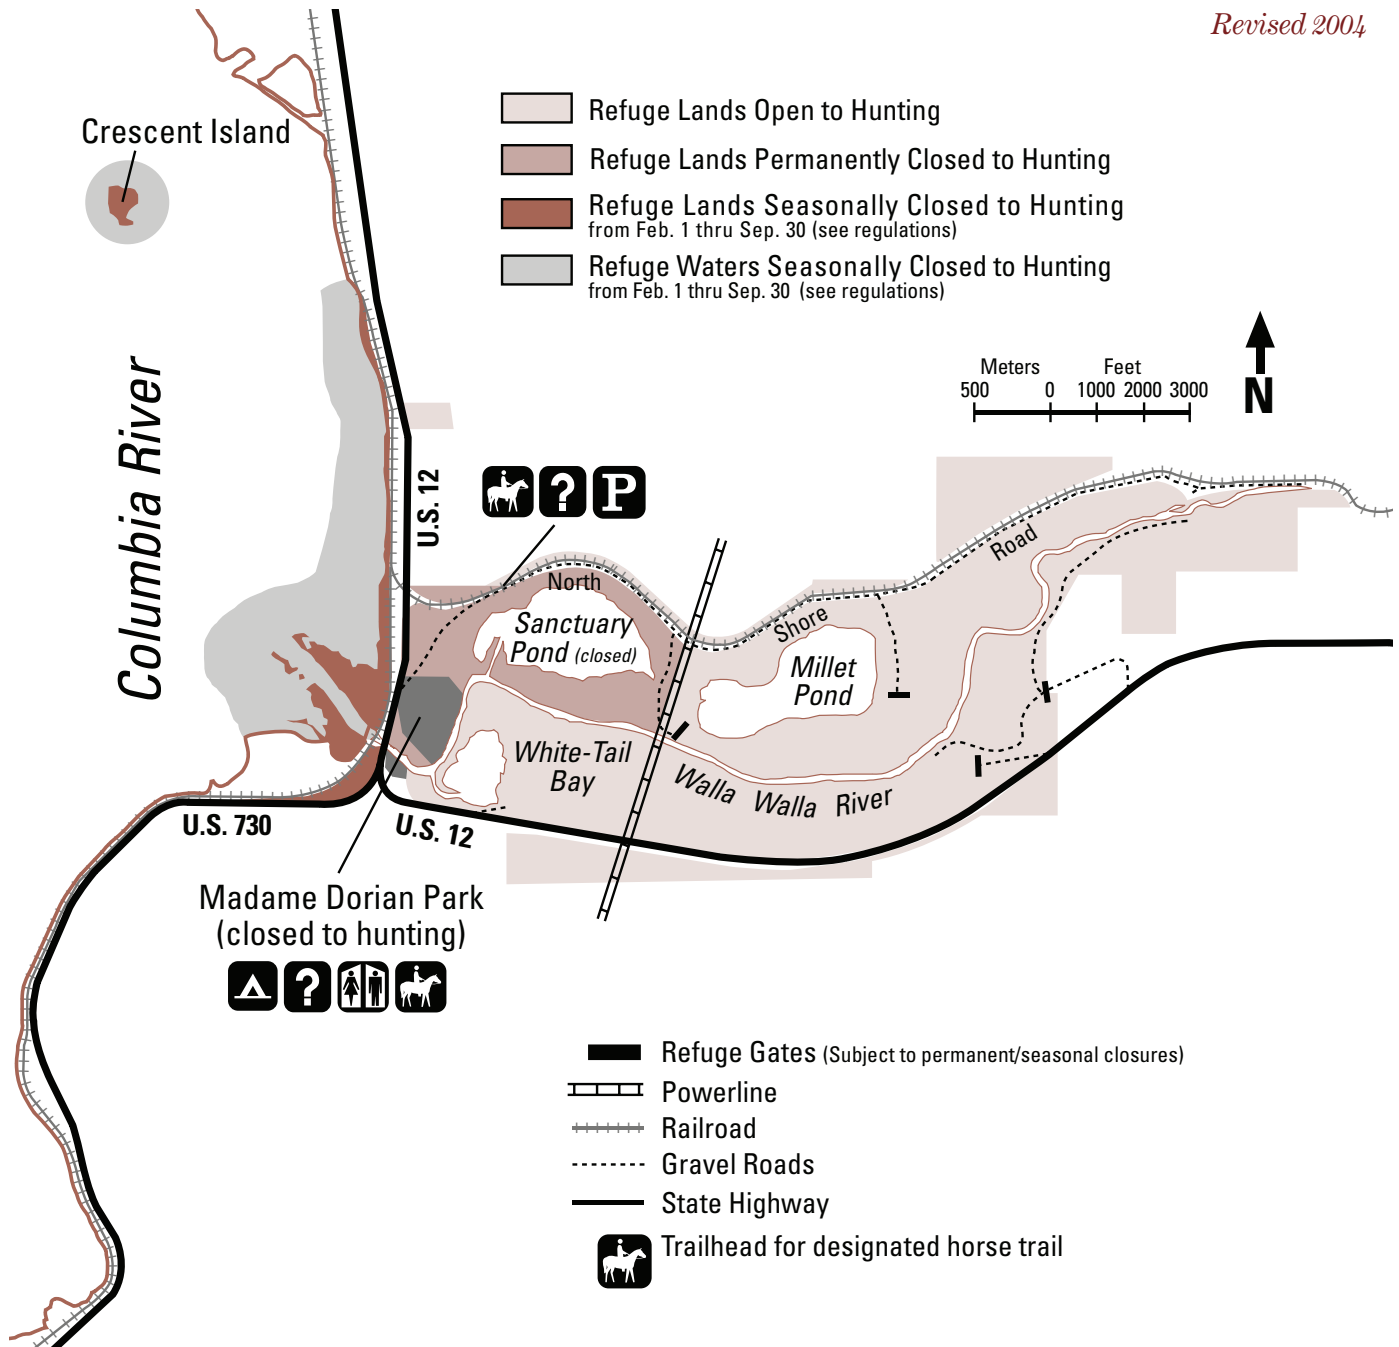 Revised 2004
Crescent Island
Refuge Lands Open to Hunting
Refuge Lands Permanently Closed to Hunting
Refuge Lands Seasonally Closed to Hunting
from Feb. 1 thru Sep. 30 (see regulations)
Refuge Waters Seasonally Closed to Hunting
from Feb. 1 thru Sep. 30 (see regulations)
Meters Feet
500 0 1000 2000 3000
N
Columbia River
U.S. 12
?
P
North
Shore
Road
Sanctuary
Pond (closed)
Millet
Pond
White-Tail
Bay
Walla Walla River
U.S. 730
U.S. 12
Madame Dorian Park
(closed to hunting)
?
Refuge Gates (Subject to permanent/seasonal closures)
Powerline
Railroad
Gravel Roads
State Highway
Trailhead for designated horse trail